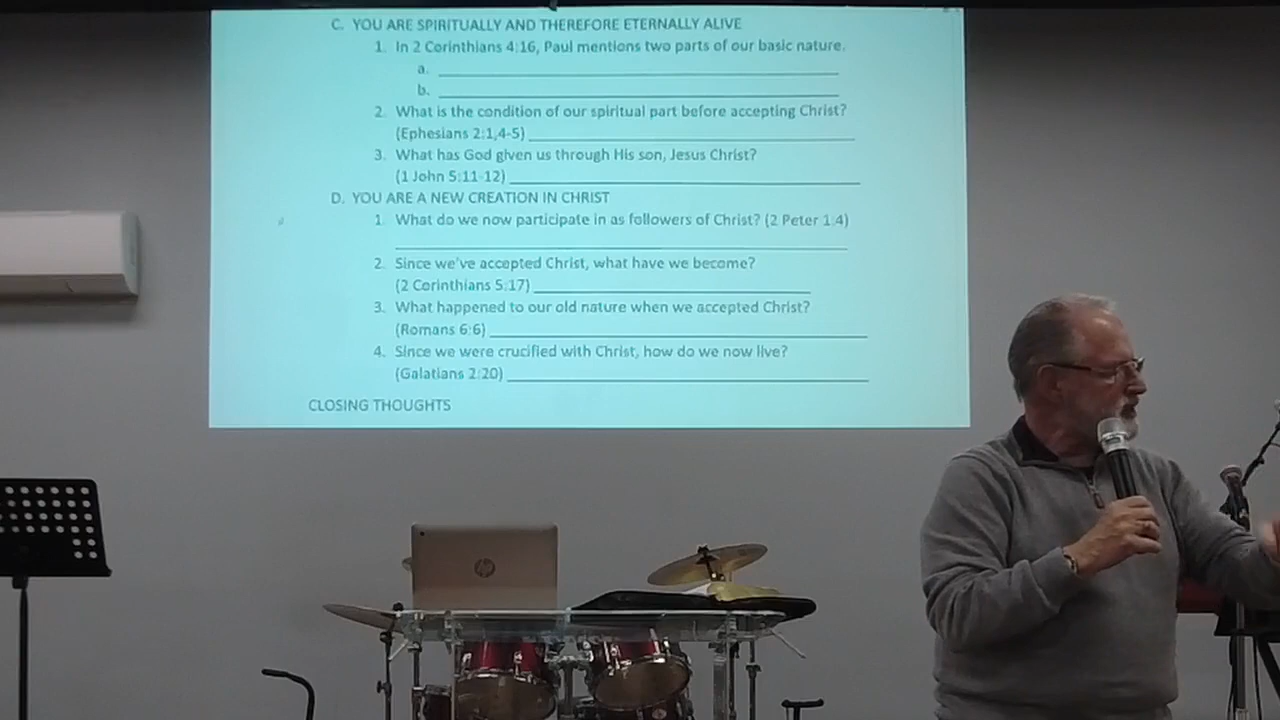 C. YOU ARE SPIRITUALLY AND THEREFORE ETERNALLY ALIVE
1. In 2 Corinthians 4:16, Paul mentions two parts of our basic nature.
a.
b.
2. What is the condition of our spiritual part before accepting Christ?
(Ephesians 2:1,4-5)
3. What has God given us through His son, Jesus Christ?
(1 John 5:11-12)
D. YOU ARE A NEW CREATION IN CHRIST
1. What do we now participate in as followers of Christ? (2 Peter 1:4)
2. Since we've accepted Christ, what have we become?
(2 Corinthians 5:17)
3. What happened to our old nature when we accepted Christ?
(Romans 6:6)
4. Since we were crucified with Christ, how do we now live?
(Galatians 2:20)
CLOSING THOUGHTS
hp